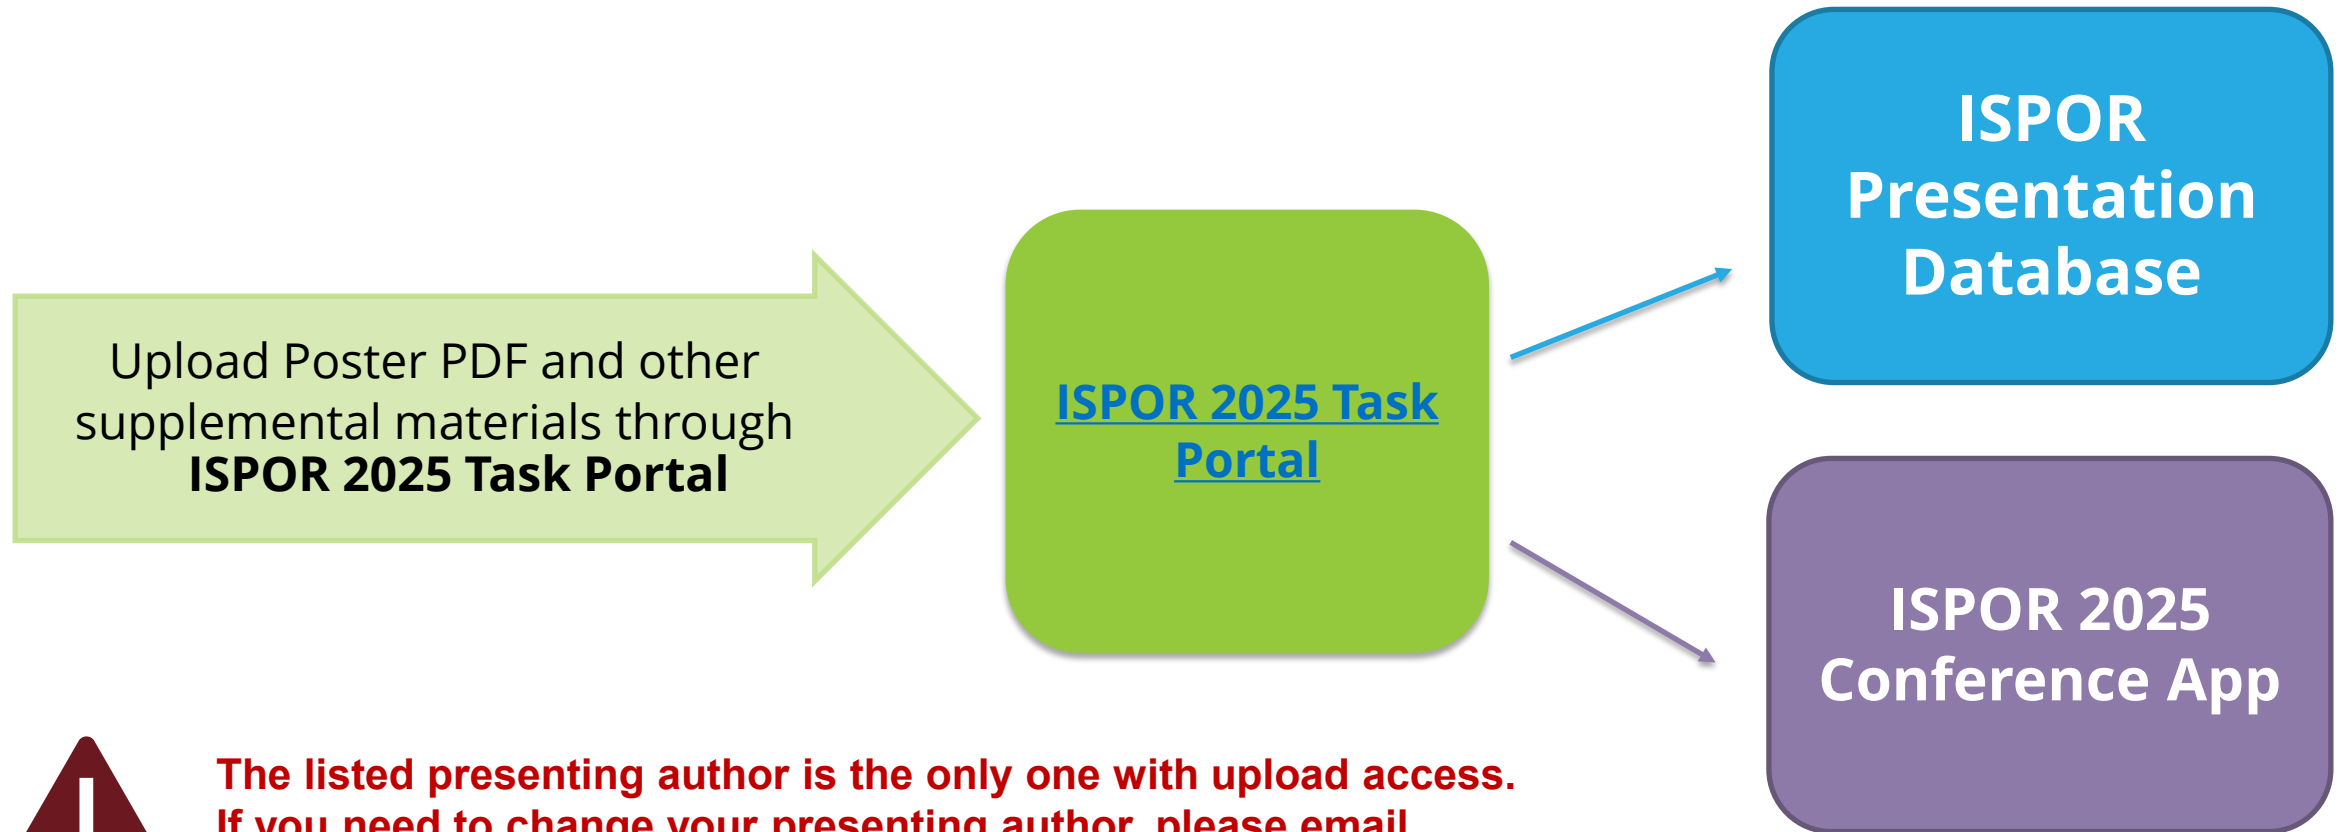 Upload Poster PDF and other
supplemental materials through
ISPOR 2025 Task Portal
ISPOR 2025 Task
Portal
ISPOR
Presentation
Database
ISPOR 2025
Conference App
The listed presenting author is the only one with upload access.
If you need to change your presenting author, please email